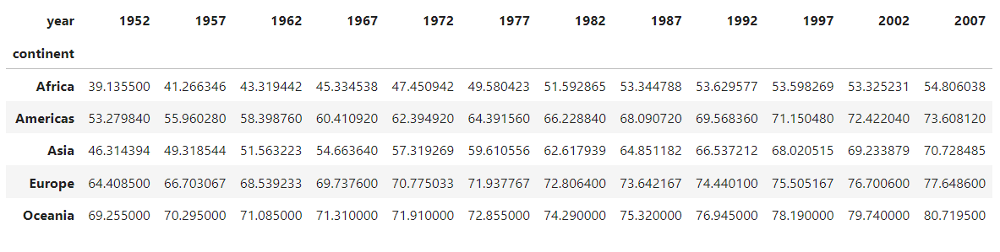 year 1952 1957 1962 1967 1972 1977 1982 1987 1992 1997 2002 2007
continent
Africa 39.135500 41.266346 43.319442 45.334538 47.450942 49.580423 51.592865 53.344788 53.629577 53.598269 53.325231 54.806038
Americas 53.279840 55.960280 58.398760 60.410920 62.394920 64.391560 66.228840 68.090720 69.568360 71.150480 72.422040 73.608120
Asia 46.314394 49.318544 51.563223 54.663640 57.319269 59.610556 62.617939 64.851182 66.537212 68.020515 69.233879 70.728485
Europe 64.408500 66.703067 68.539233 69.737600 70.775033 71.937767 72.806400 73.642167 74.440100 75.505167 76.700600 77.648600
Oceania 69.255000 70.295000 71.085000 71.310000 71.910000 72.855000 74.290000 75.320000 76.945000 78.190000 79.740000 80.719500